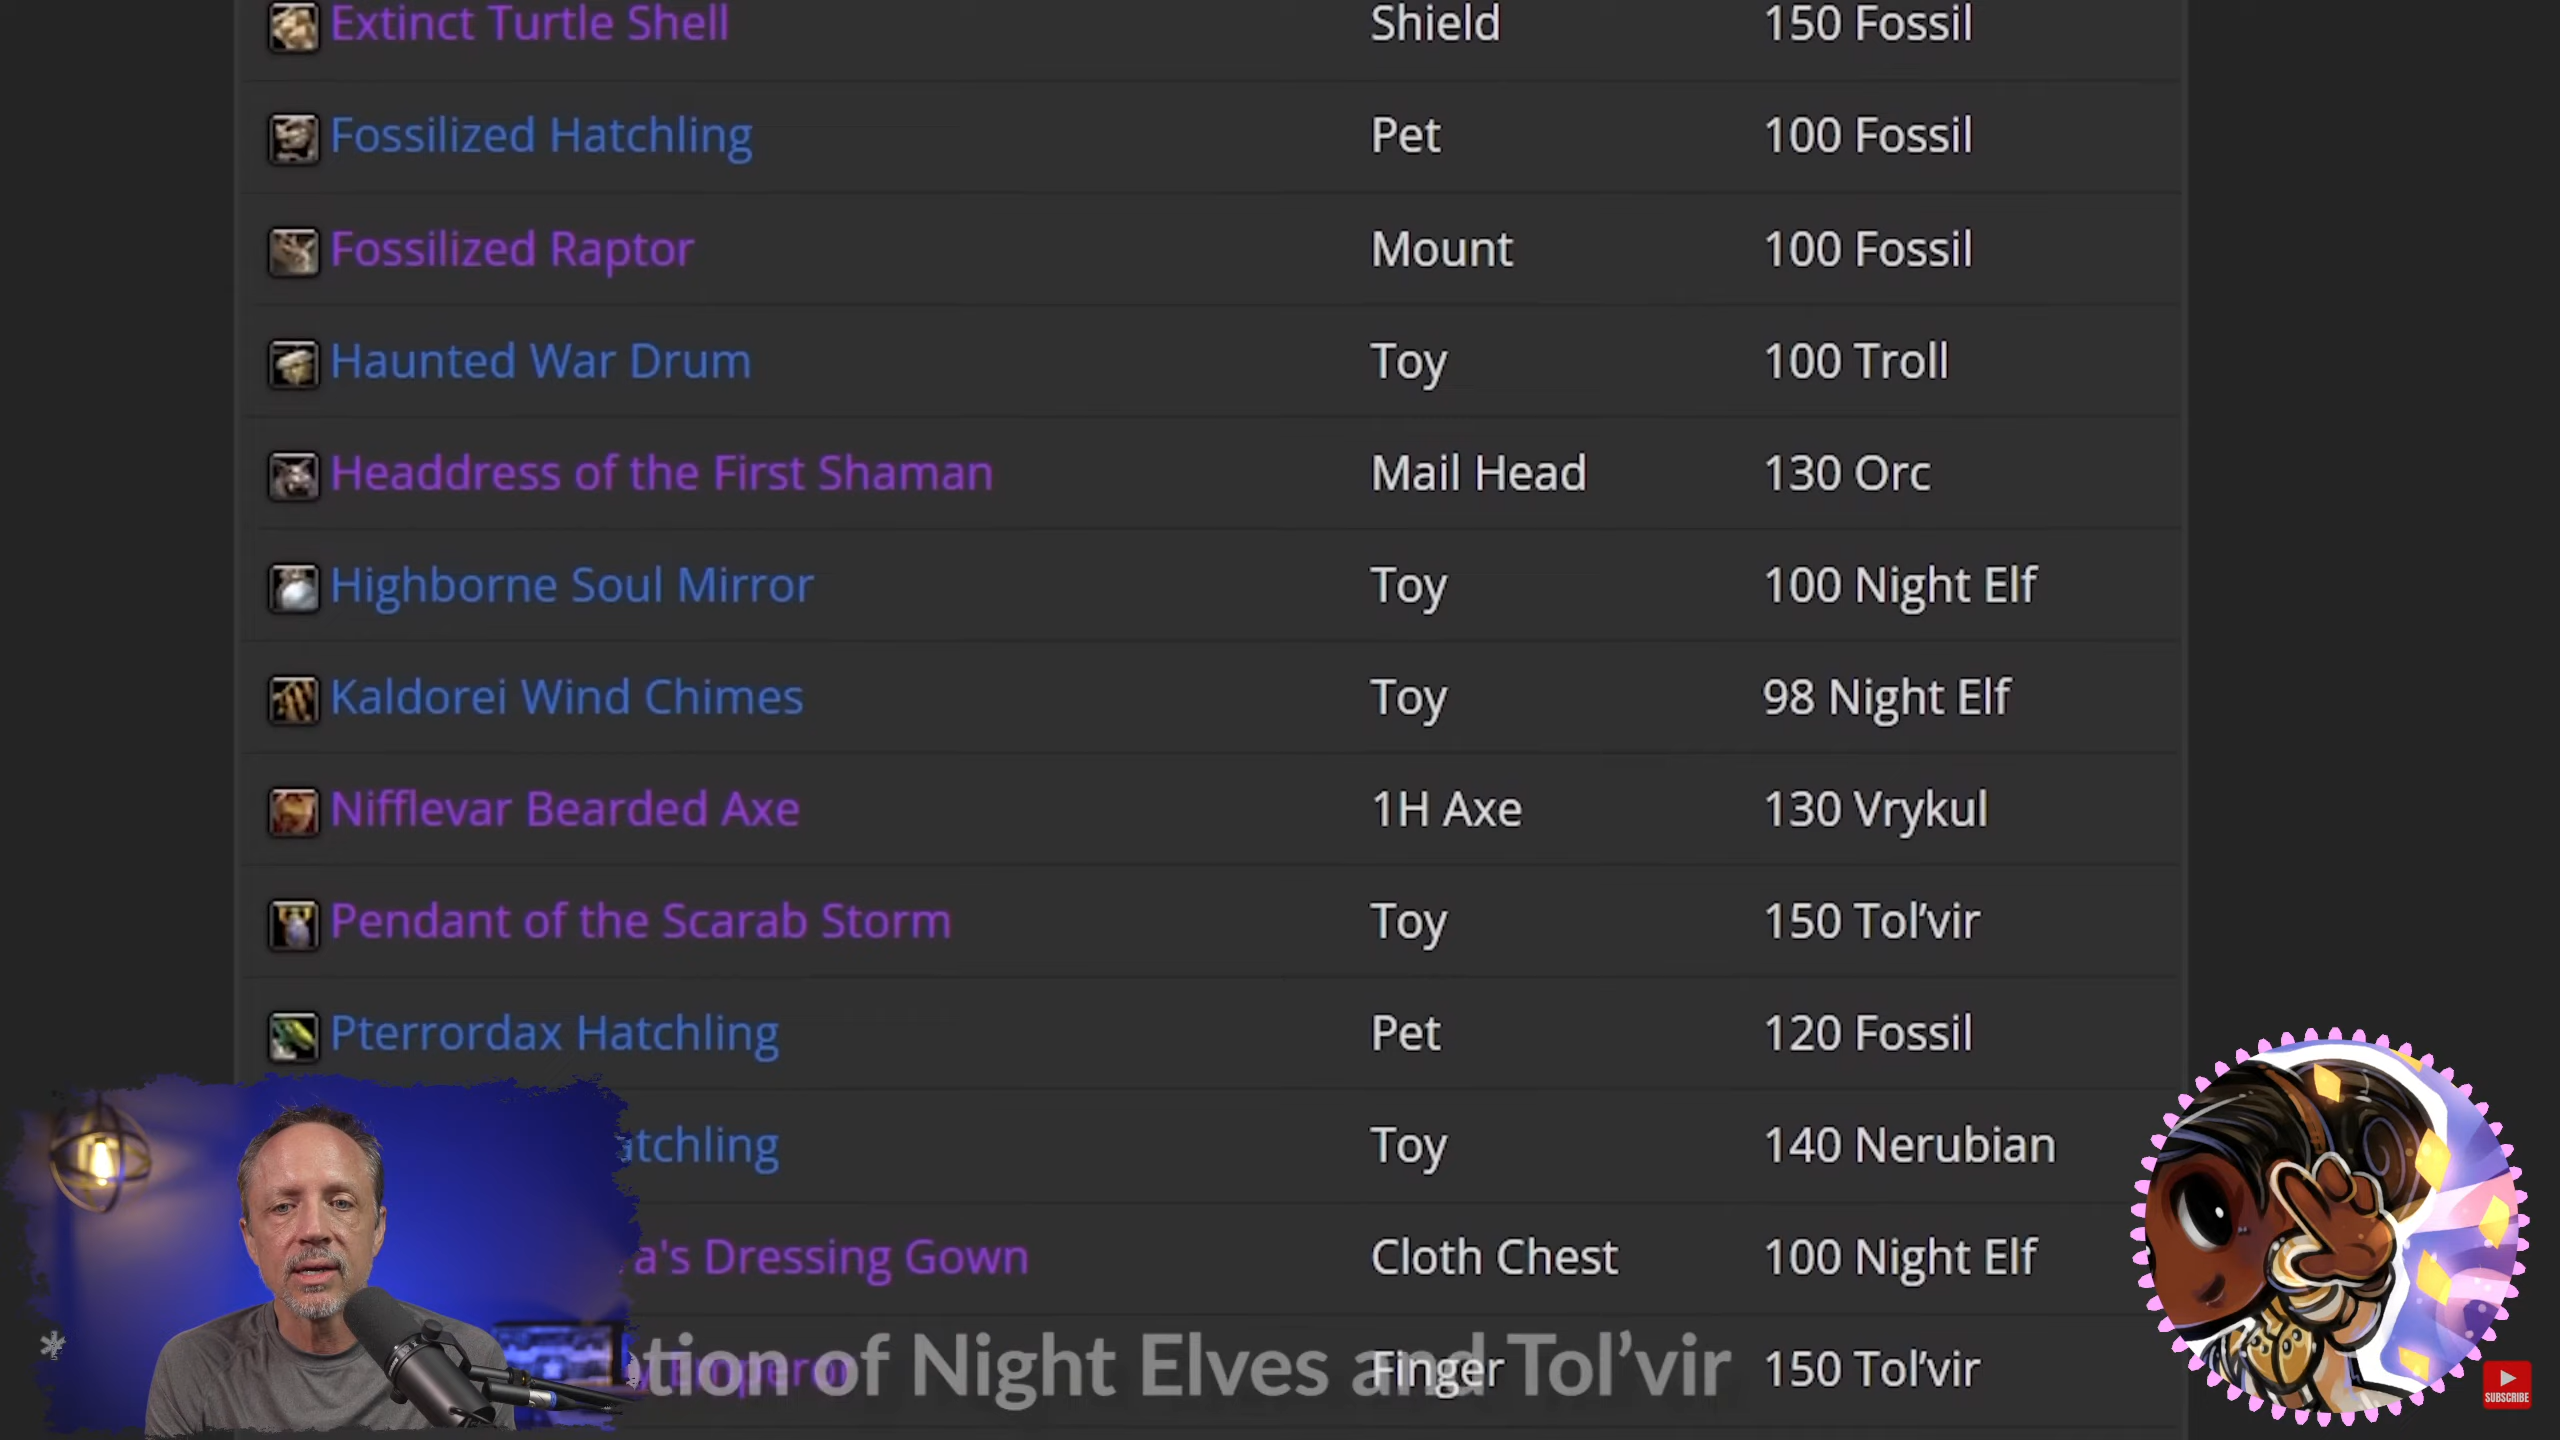 Extinct Turtle Shell Shield 150 Fossil
Fossilized Hatchling Pet 100 Fossil
Fossilized Raptor Mount 100 Fossil
Haunted War Drum Toy 100 Troll
Headdress of the First Shaman Mail Head 130 Orc
Highborne Soul Mirror Toy 100 Night Elf
Kaldorei Wind Chimes Toy 98 Night Elf
Nifflevar Bearded Axe 1H Axe 130 Vrykul
Pendant of the Scarab Storm Toy 150 Tol'vir
Pterrordax Hatchling Pet 120 Fossil
atchling Toy 140 Nerubian
a's Dressing Gown Cloth Chest 100 Night Elf
y Emperor Finger 150 Tol'vir
tion of Night Elves and Tol’vir
SUBSCRIBE